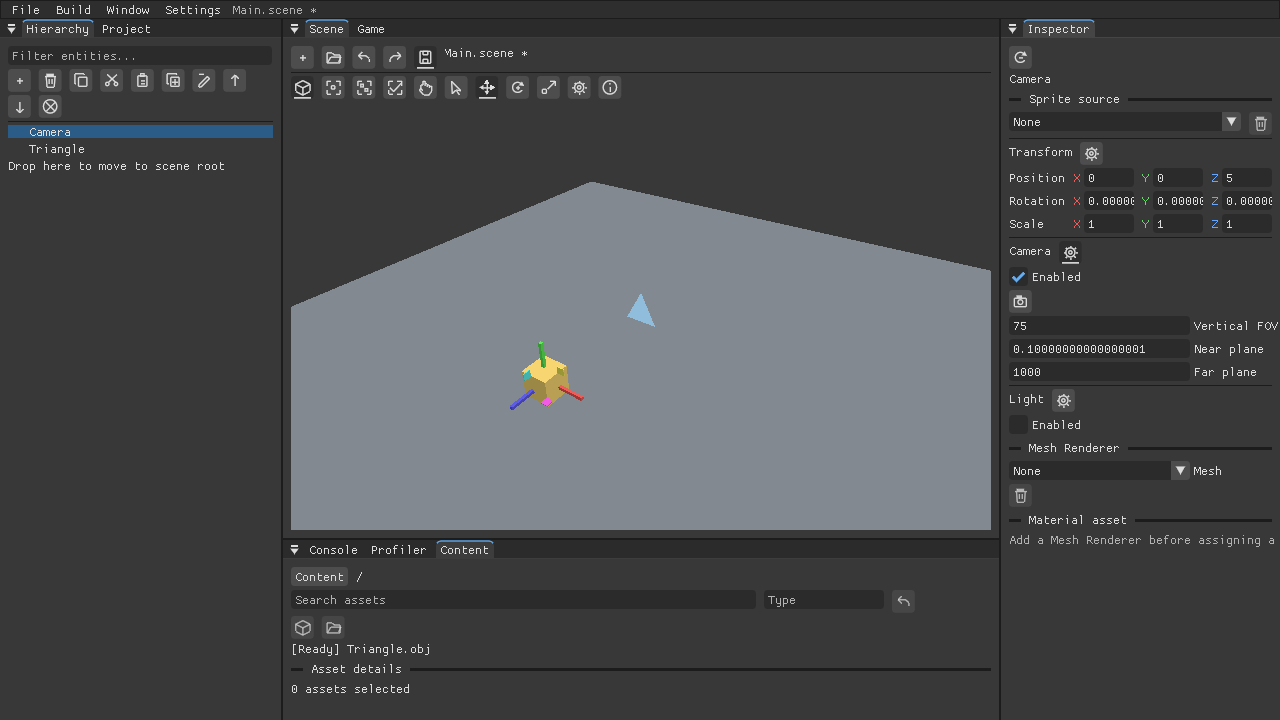 File Build Window Settings Main.scene *
Hierarchy Project
Filter entities...
Camera
Triangle
Drop here to move to scene root
Scene Game
Main.scene *
Console Profiler Content
Content /
Search assets
Type
[Ready] Triangle.obj
Asset details
0 assets selected
Inspector
Camera
Sprite source
None
Transform
Position X 0 Y 0 Z 5
Rotation X 0.0000 Y 0.0000 Z 0.0000
Scale X 1 Y 1 Z 1
Camera
Enabled
75 Vertical FOV
0.10000000000000001 Near plane
1000 Far plane
Light
Enabled
Mesh Renderer
None Mesh
Material asset
Add a Mesh Renderer before assigning a